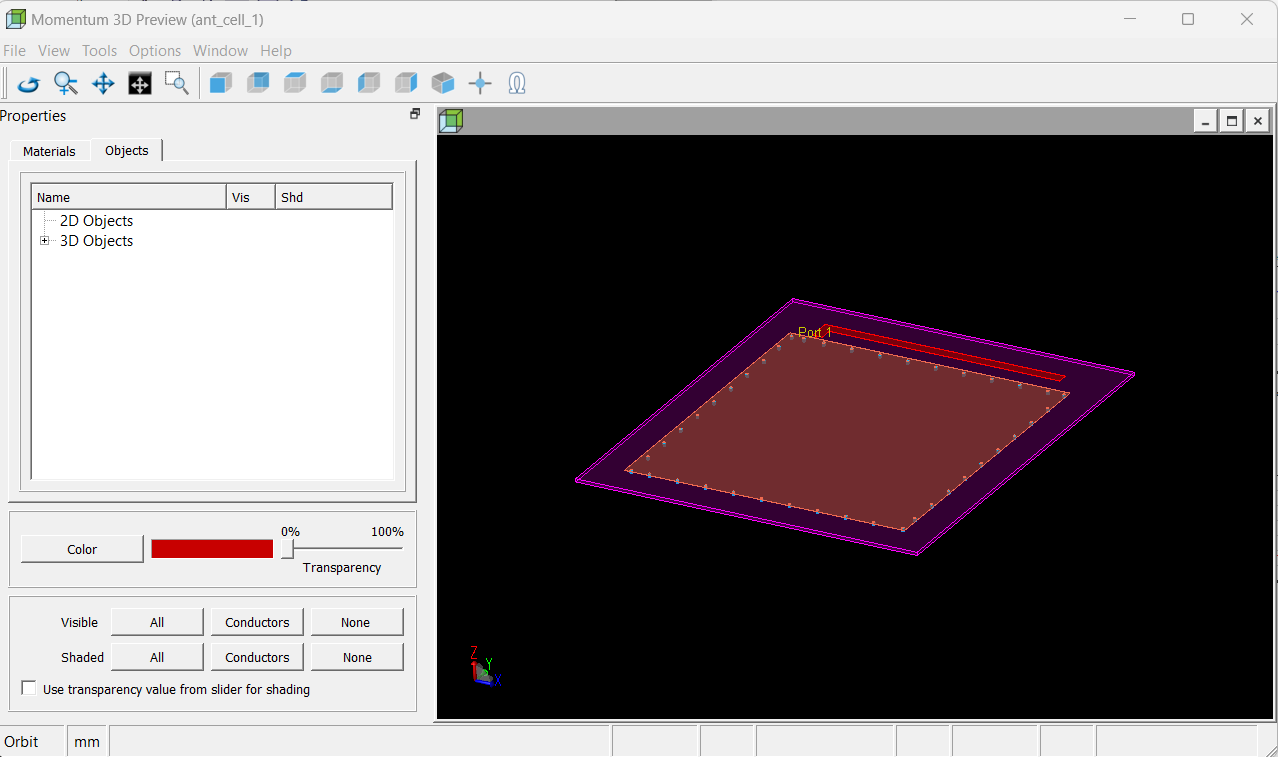 Momentum 3D Preview (ant_cell_1)
File View Tools Options Window Help
Properties
Materials Objects
Name Vis Shd
2D Objects
3D Objects
0% 100%
Color
Transparency
Visible All Conductors None
Shaded All Conductors None
Use transparency value from slider for shading
Port 1
Z
Y
X
Orbit mm